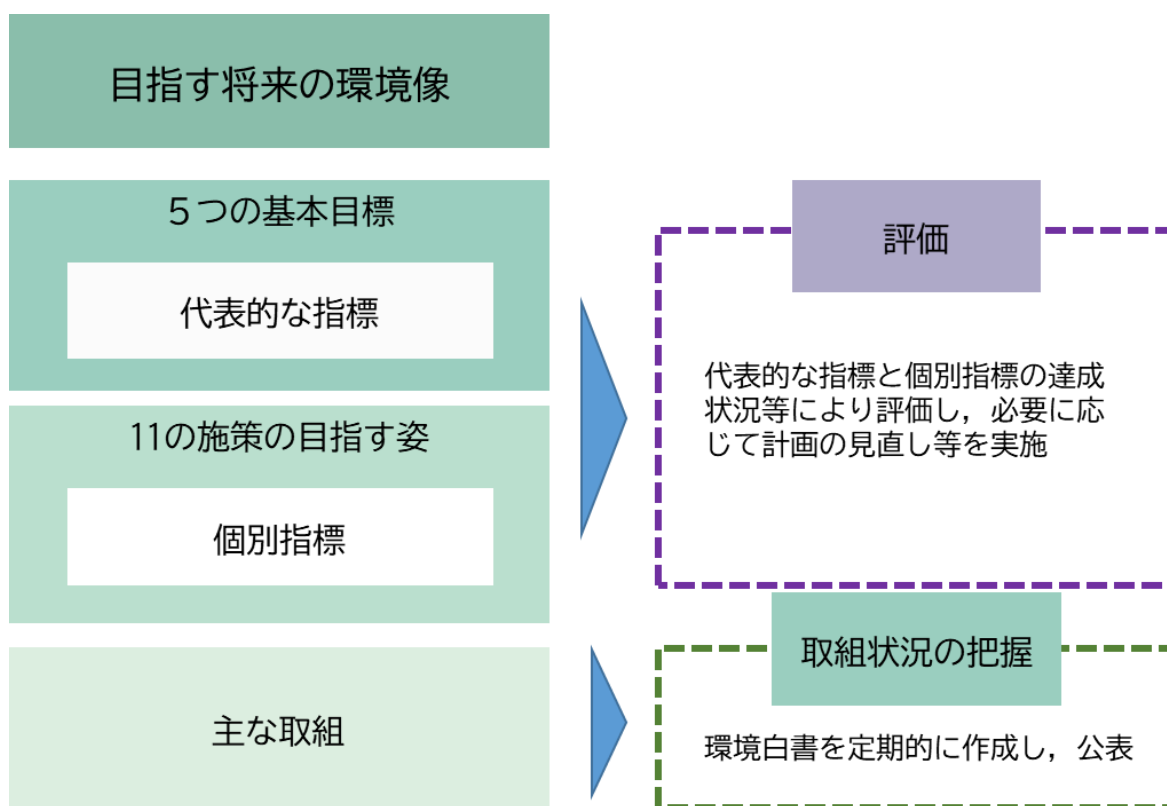 目指す将来の環境像
５つの基本目標
代表的な指標
11の施策の目指す姿
個別指標
主な取組
評価
代表的な指標と個別指標の達成
状況等により評価し，必要に応
じて計画の見直し等を実施
取組状況の把握
環境白書を定期的に作成し，公表